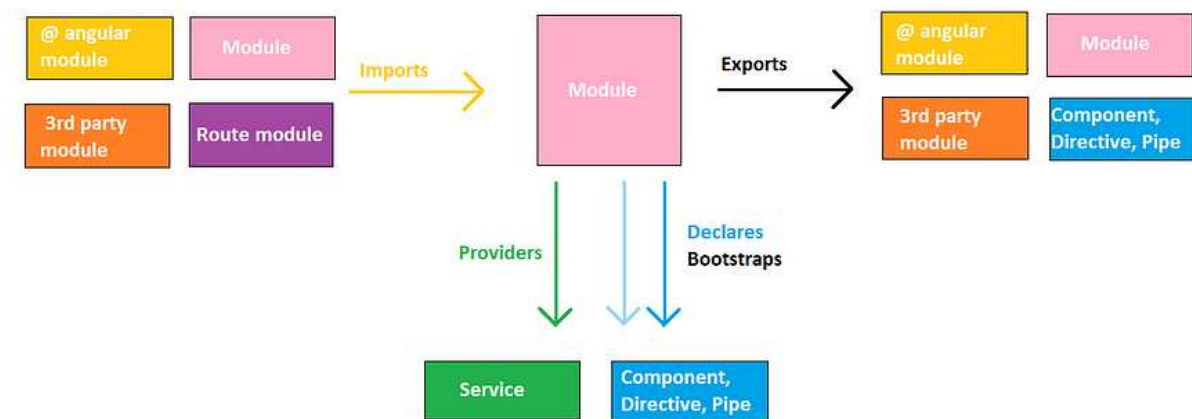 @ angular
module
Module
3rd party
module
Route module
Imports
Module
Exports
@ angular
module
Module
3rd party
module
Component,
Directive, Pipe
Providers
Declares
Bootstraps
Service
Component,
Directive, Pipe